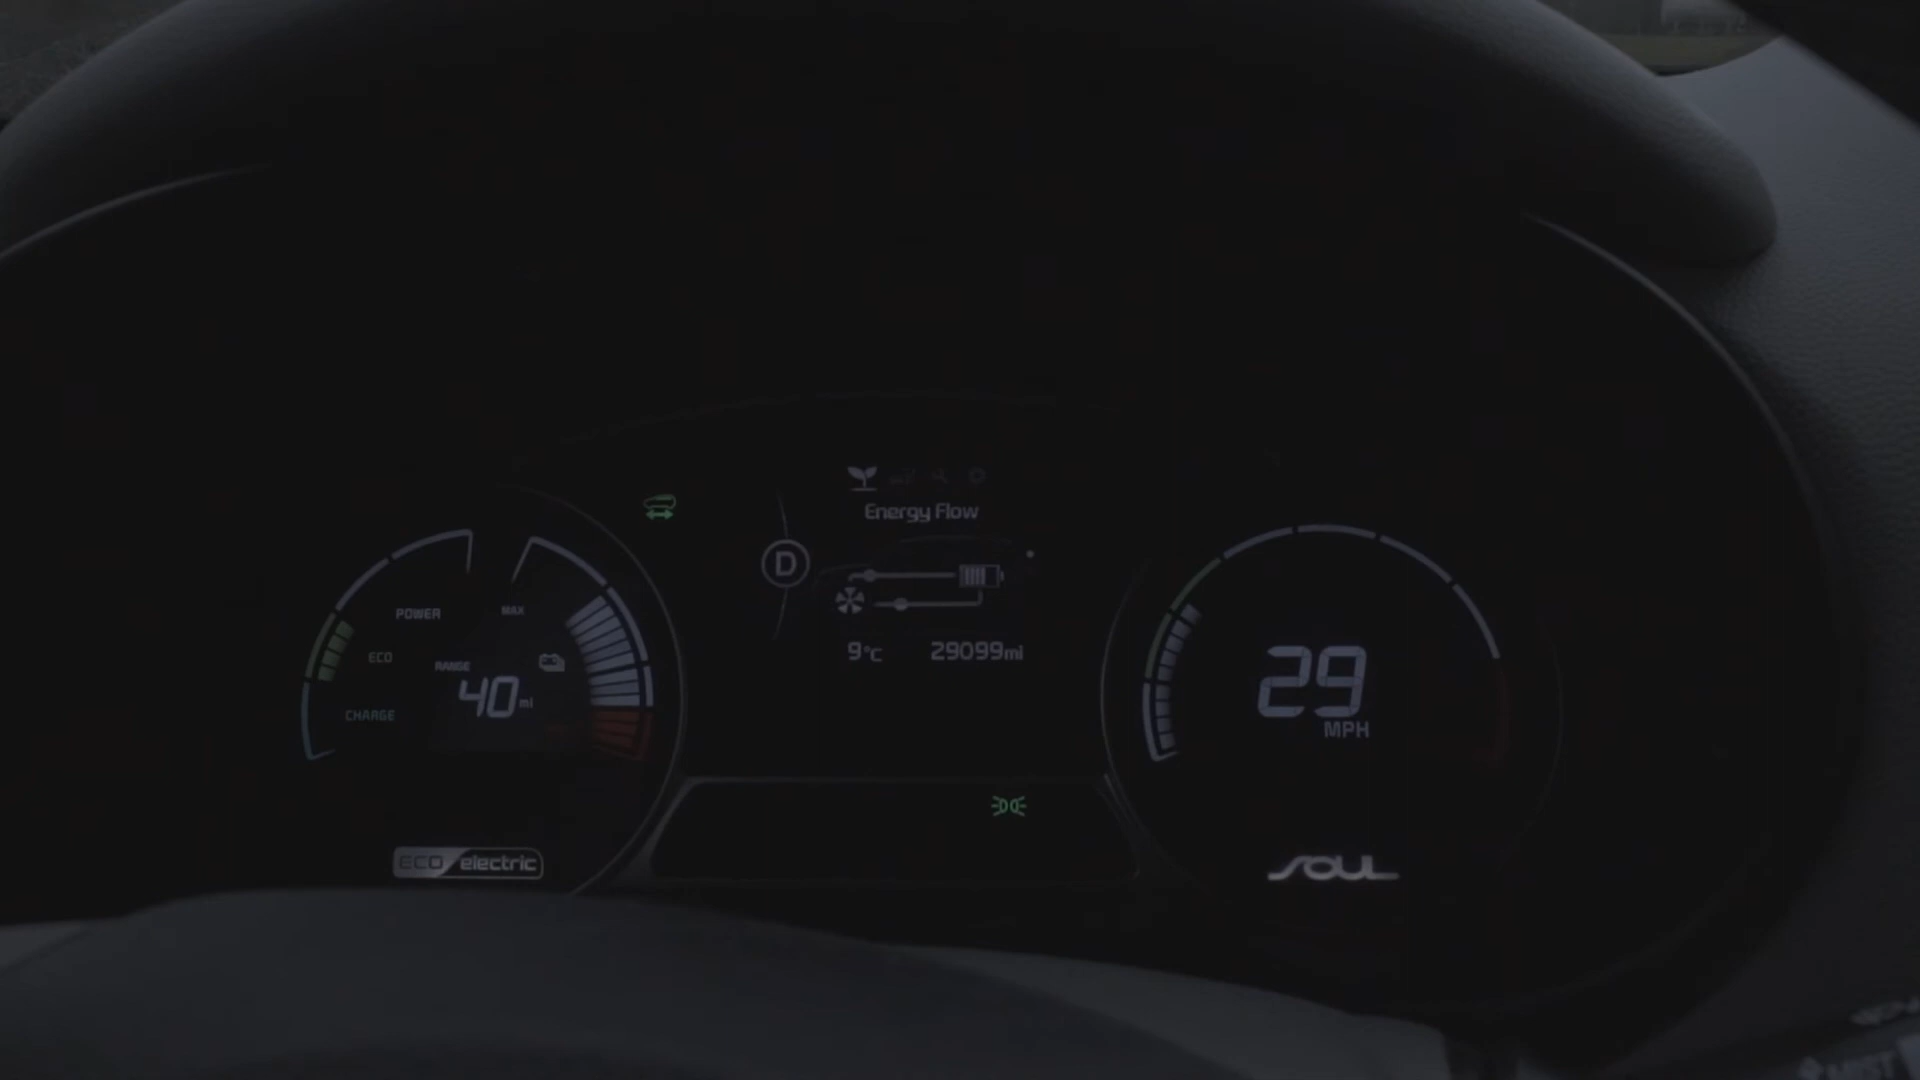 Energy Flow
D
9°C 29099mi
POWER
MAX
ECO
RANGE
40mi
CHARGE
29
MPH
ECO electric
SOUL